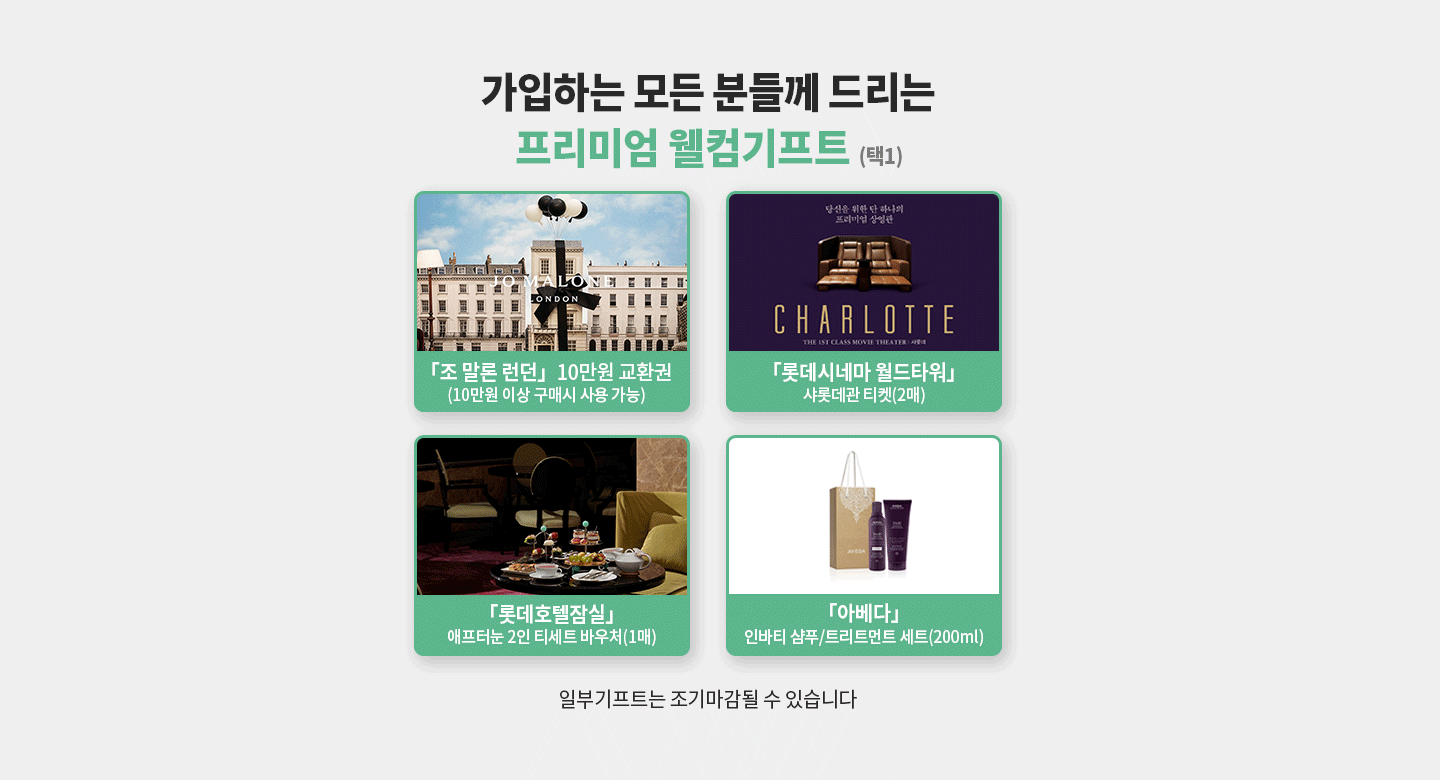 가입하는 모든 분들께 드리는
프리미엄 웰컴기프트 (택1)
JO MALONE
LONDON
「조 말론 런던」 10만원 교환권
(10만원 이상 구매시 사용 가능)
당신을 위한 단 하나의
프리미엄 상영관
CHARLOTTE
THE 1ST CLASS MOVIE THEATER | 샤롯데
「롯데시네마 월드타워」
샤롯데관 티켓(2매)
「롯데호텔잠실」
애프터눈 2인 티세트 바우처(1매)
AVEDA
「아베다」
인바티 샴푸/트리트먼트 세트(200ml)
일부기프트는 조기마감될 수 있습니다